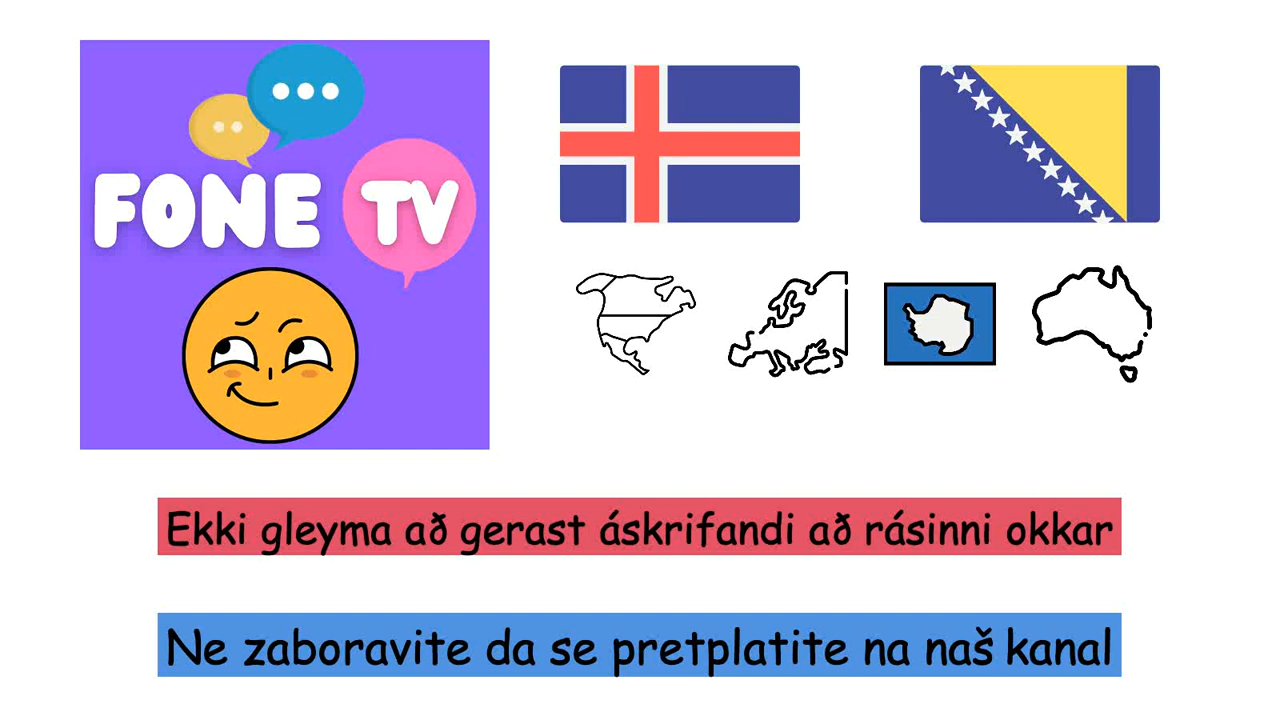 FONE TV
Ekki gleyma að gerast áskrifandi að rásinni okkar
Ne zaboravite da se pretplatite na naš kanal